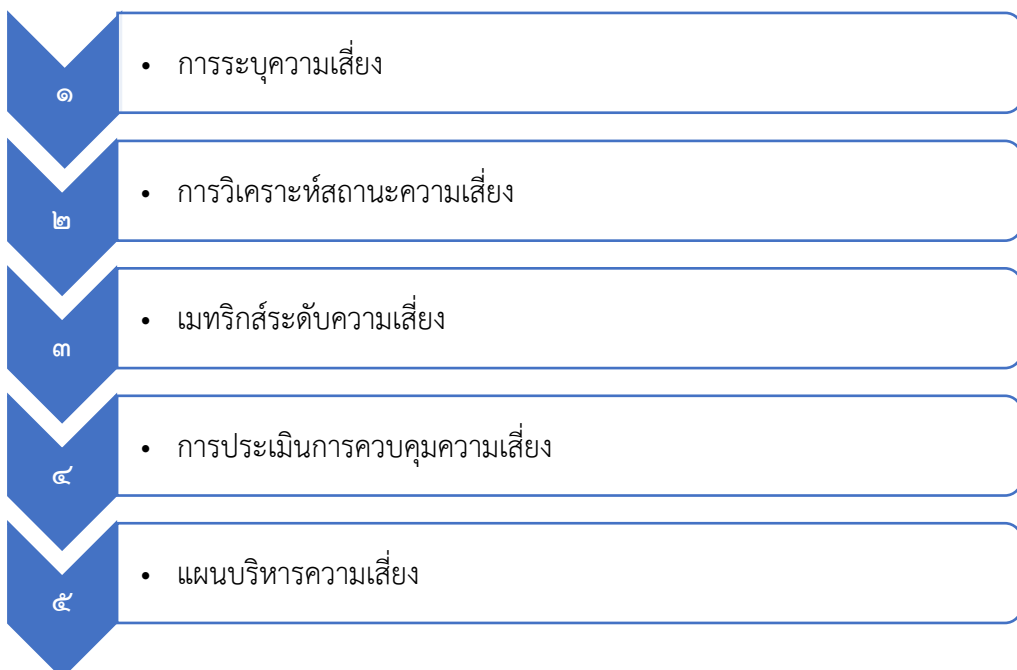 ๑
• การระบุความเสี่ยง
๒
• การวิเคราะห์สถานะความเสี่ยง
๓
• เมทริกส์ระดับความเสี่ยง
๔
• การประเมินการควบคุมความเสี่ยง
๕
• แผนบริหารความเสี่ยง